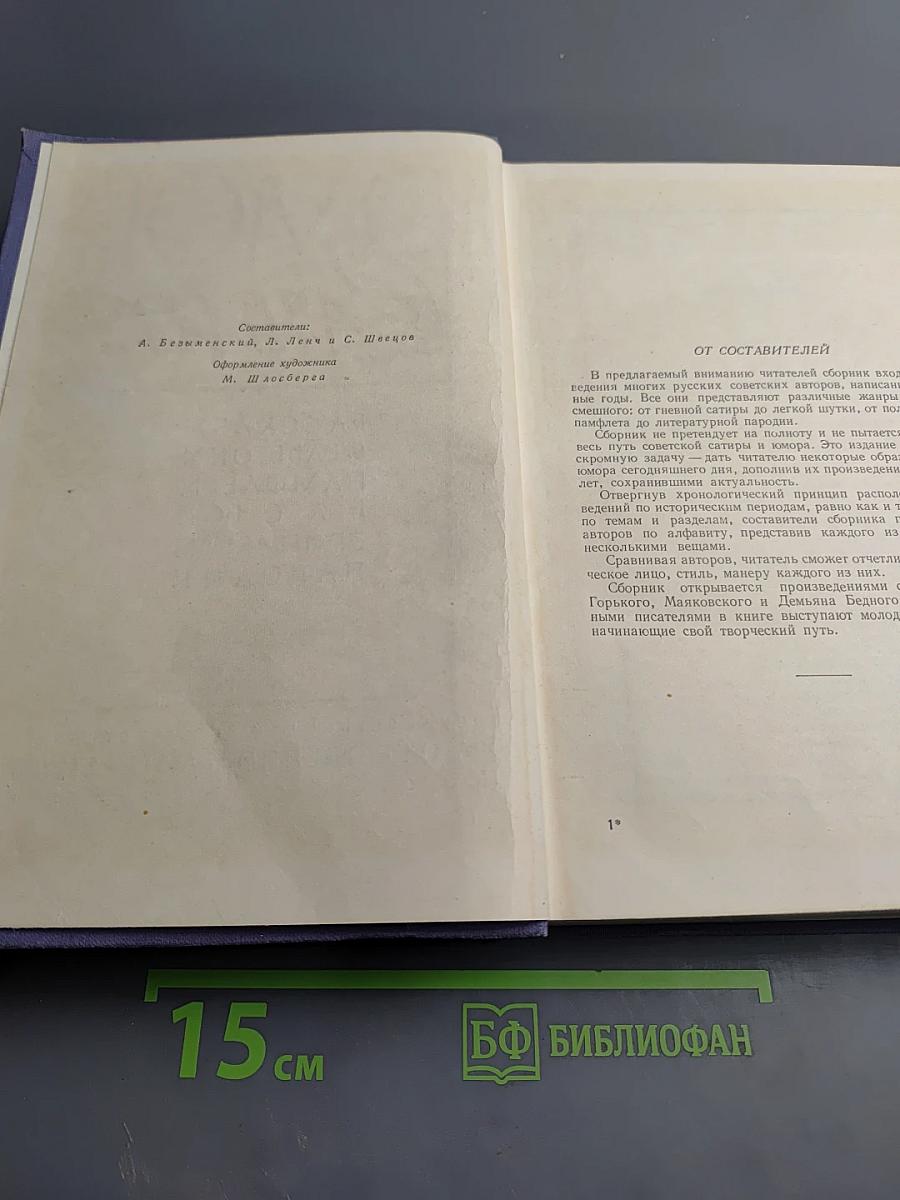 Составители:
А. Безыменский, Л. Ленч и С. Швецов
Оформление художника
М. Шлосберга
ОТ СОСТАВИТЕЛЕЙ
В предлагаемый вниманию читателей сборник вход
ведения многих русских советских авторов, написан
ные годы. Все они представляют различные жанры
смешного: от гневной сатиры до легкой шутки, от пол
памфлета до литературной пародии.
Сборник не претендует на полноту и не пытается
весь путь советской сатиры и юмора. Это издание
скромную задачу — дать читателю некоторые обра
юмора сегодняшнего дня, дополнив их произведени
лет, сохранившими актуальность.
Отвергнув хронологический принцип распол
ведений по историческим периодам, равно как и т
по темам и разделам, составители сборника
авторов по алфавиту, представив каждого из
несколькими вещами.
Сравнивая авторов, читатель сможет отчетли
ческое лицо, стиль, манеру каждого из них.
Сборник открывается произведениями
Горького, Маяковского и Демьяна Бедного
ными писателями в книге выступают молод
начинающие свой творческий путь.
1*
15 см
БФ БИБЛИОФАН